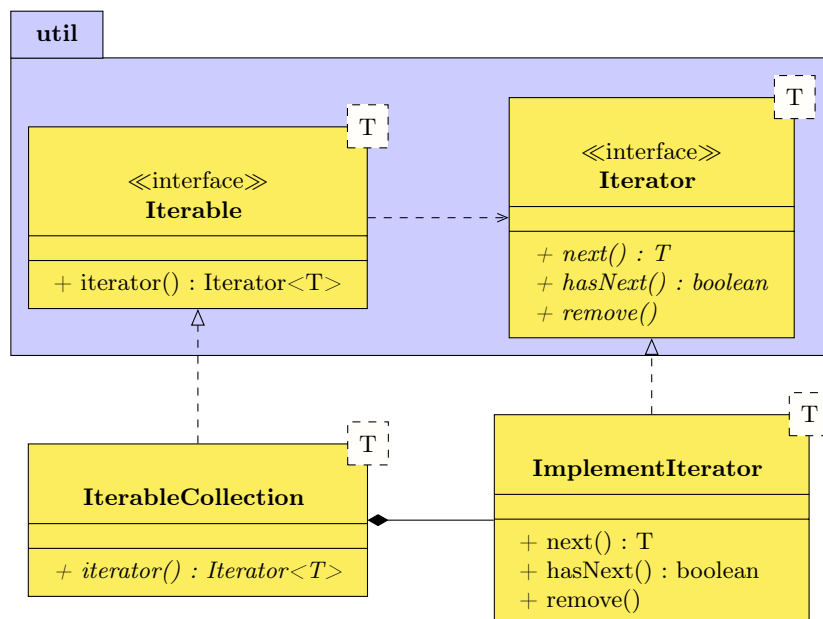 util
T
≪interface≫
Iterable
+ iterator() : Iterator<T>
T
≪interface≫
Iterator
+ next() : T
+ hasNext() : boolean
+ remove()
T
IterableCollection
+ iterator() : Iterator<T>
T
ImplementIterator
+ next() : T
+ hasNext() : boolean
+ remove()